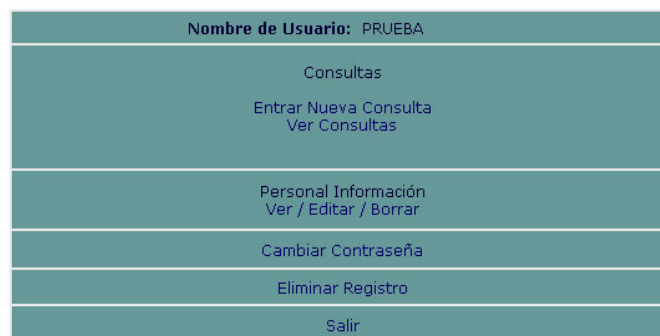 Nombre de Usuario: PRUEBA
Consultas
Entrar Nueva Consulta
Ver Consultas
Personal Información
Ver / Editar / Borrar
Cambiar Contraseña
Eliminar Registro
Salir